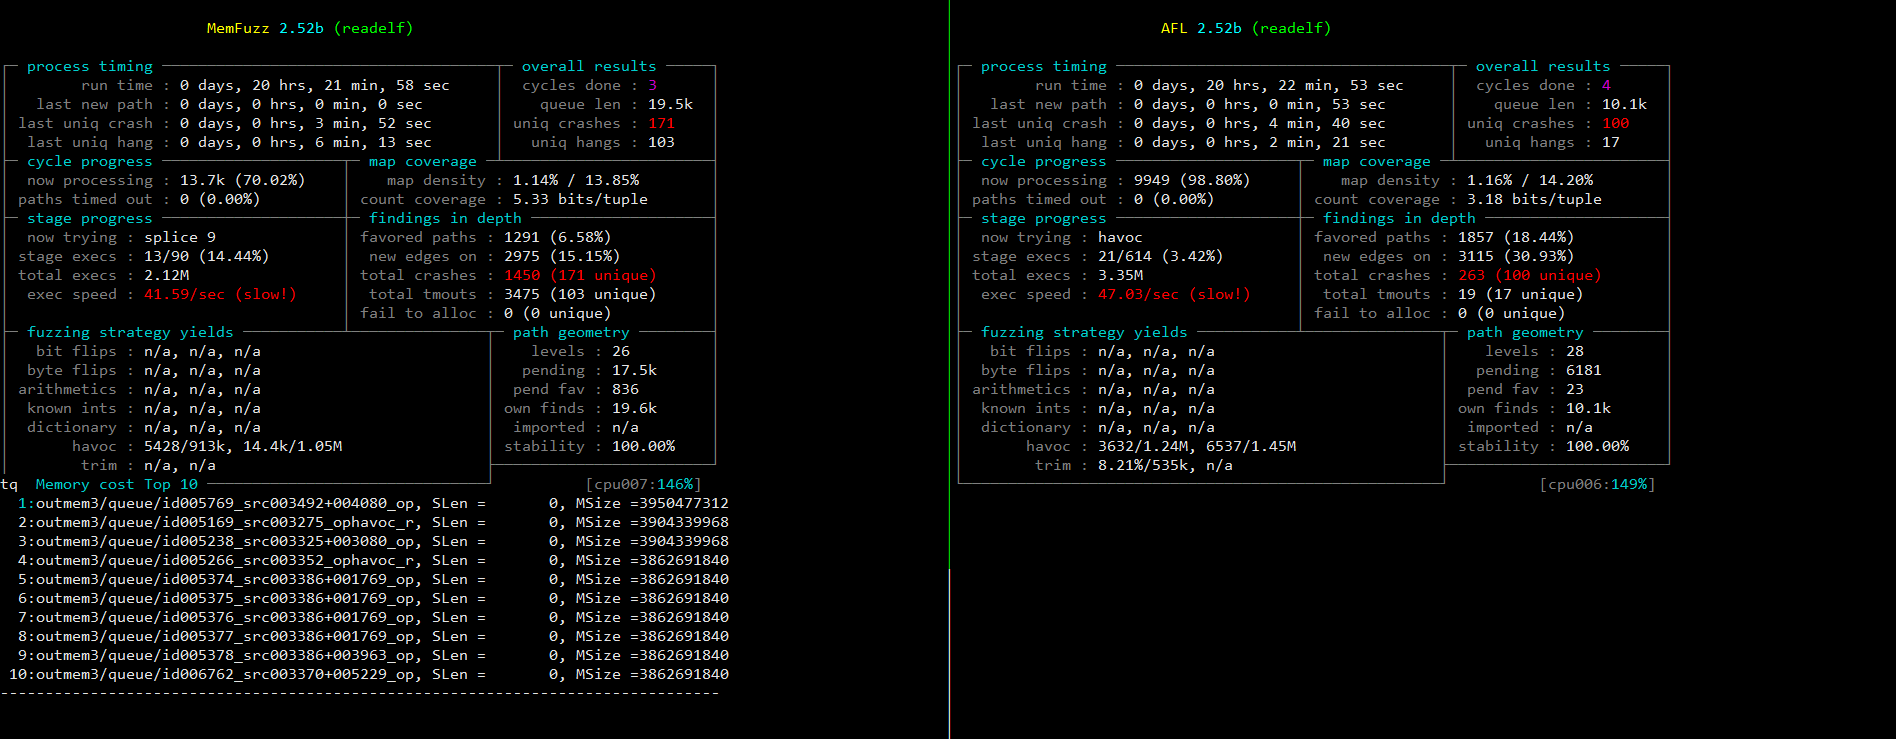 MemFuzz 2.52b (readelf)
process timing
overall results
run time : 0 days, 20 hrs, 21 min, 58 sec
cycles done : 3
last new path : 0 days, 0 hrs, 0 min, 0 sec
queue len : 19.5k
last uniq crash : 0 days, 0 hrs, 3 min, 52 sec
uniq crashes : 171
last uniq hang : 0 days, 0 hrs, 6 min, 13 sec
uniq hangs : 103
cycle progress
map coverage
now processing : 13.7k (70.02%)
map density : 1.14% / 13.85%
paths timed out : 0 (0.00%)
count coverage : 5.33 bits/tuple
stage progress
findings in depth
now trying : splice 9
favored paths : 1291 (6.58%)
stage execs : 13/90 (14.44%)
new edges on : 2975 (15.15%)
total execs : 2.12M
total crashes : 1450 (171 unique)
exec speed : 41.59/sec (slow!)
total tmouts : 3475 (103 unique)
fail to alloc : 0 (0 unique)
fuzzing strategy yields
path geometry
bit flips : n/a, n/a, n/a
levels : 26
byte flips : n/a, n/a, n/a
pending : 17.5k
arithmetics : n/a, n/a, n/a
pend fav : 836
known ints : n/a, n/a, n/a
own finds : 19.6k
dictionary : n/a, n/a, n/a
imported : n/a
havoc : 5428/913k, 14.4k/1.05M
stability : 100.00%
trim : n/a, n/a
tq Memory cost Top 10
[cpu007:146%]
1:outmem3/queue/id005769_src003492+004080_op, SLen = 0, MSize =3950477312
2:outmem3/queue/id005169_src003275_ophavoc_r, SLen = 0, MSize =3904339968
3:outmem3/queue/id005238_src003325+003080_op, SLen = 0, MSize =3904339968
4:outmem3/queue/id005266_src003352_ophavoc_r, SLen = 0, MSize =3862691840
5:outmem3/queue/id005374_src003386+001769_op, SLen = 0, MSize =3862691840
6:outmem3/queue/id005375_src003386+001769_op, SLen = 0, MSize =3862691840
7:outmem3/queue/id005376_src003386+001769_op, SLen = 0, MSize =3862691840
8:outmem3/queue/id005377_src003386+001769_op, SLen = 0, MSize =3862691840
9:outmem3/queue/id005378_src003386+003963_op, SLen = 0, MSize =3862691840
10:outmem3/queue/id006762_src003370+005229_op, SLen = 0, MSize =3862691840
--------------------------------------------------------------------------------
AFL 2.52b (readelf)
process timing
overall results
run time : 0 days, 20 hrs, 22 min, 53 sec
cycles done : 4
last new path : 0 days, 0 hrs, 0 min, 53 sec
queue len : 10.1k
last uniq crash : 0 days, 0 hrs, 4 min, 40 sec
uniq crashes : 100
last uniq hang : 0 days, 0 hrs, 2 min, 21 sec
uniq hangs : 17
cycle progress
map coverage
now processing : 9949 (98.80%)
map density : 1.16% / 14.20%
paths timed out : 0 (0.00%)
count coverage : 3.18 bits/tuple
stage progress
findings in depth
now trying : havoc
favored paths : 1857 (18.44%)
stage execs : 21/614 (3.42%)
new edges on : 3115 (30.93%)
total execs : 3.35M
total crashes : 263 (100 unique)
exec speed : 47.03/sec (slow!)
total tmouts : 19 (17 unique)
fail to alloc : 0 (0 unique)
fuzzing strategy yields
path geometry
bit flips : n/a, n/a, n/a
levels : 28
byte flips : n/a, n/a, n/a
pending : 6181
arithmetics : n/a, n/a, n/a
pend fav : 23
known ints : n/a, n/a, n/a
own finds : 10.1k
dictionary : n/a, n/a, n/a
imported : n/a
havoc : 3632/1.24M, 6537/1.45M
stability : 100.00%
trim : 8.21%/535k, n/a
[cpu006:149%]